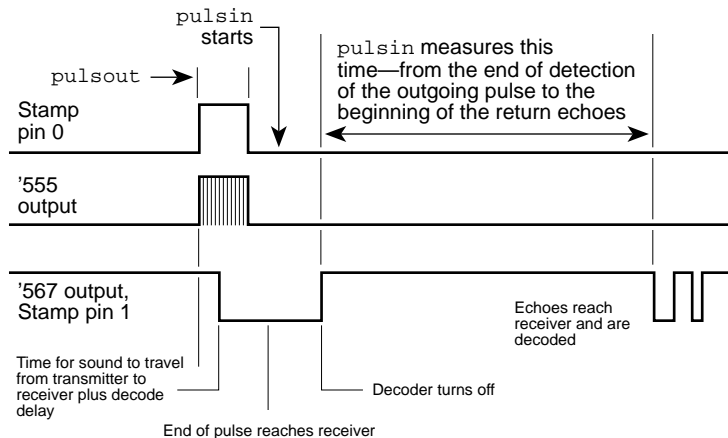 pulsin
starts
pulsout
pulsin measures this
time—from the end of detection
of the outgoing pulse to the
beginning of the return echoes
Stamp
pin 0
’555
output
’567 output,
Stamp pin 1
Echoes reach
receiver and are
decoded
Time for sound to travel
from transmitter to
receiver plus decode
delay
Decoder turns off
End of pulse reaches receiver